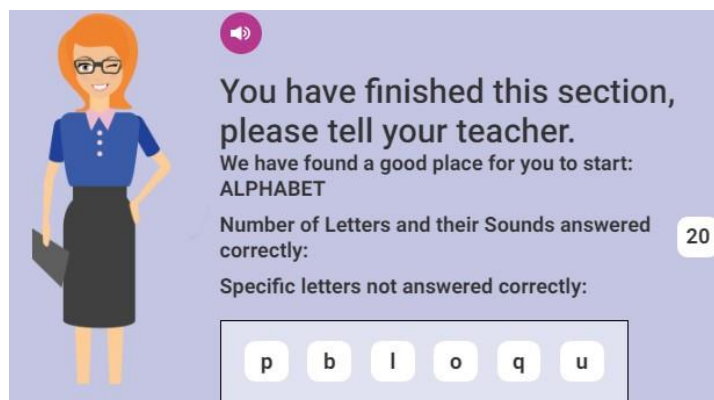 You have finished this section,
please tell your teacher.
We have found a good place for you to start:
ALPHABET
Number of Letters and their Sounds answered
correctly:
20
Specific letters not answered correctly:
p b l o q u